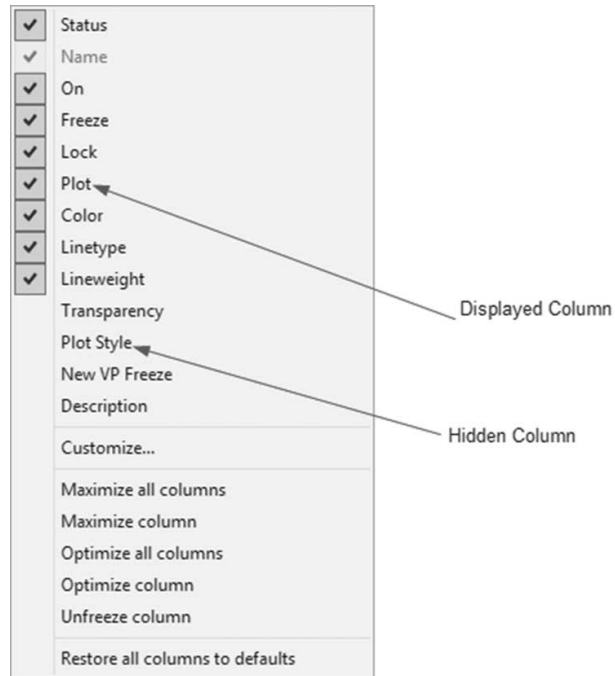 Status
Name
On
Freeze
Lock
Plot
Color
Linetype
Lineweight
Transparency
Displayed Column
Plot Style
New VP Freeze
Description
Hidden Column
Customize...
Maximize all columns
Maximize column
Optimize all columns
Optimize column
Unfreeze column
Restore all columns to defaults